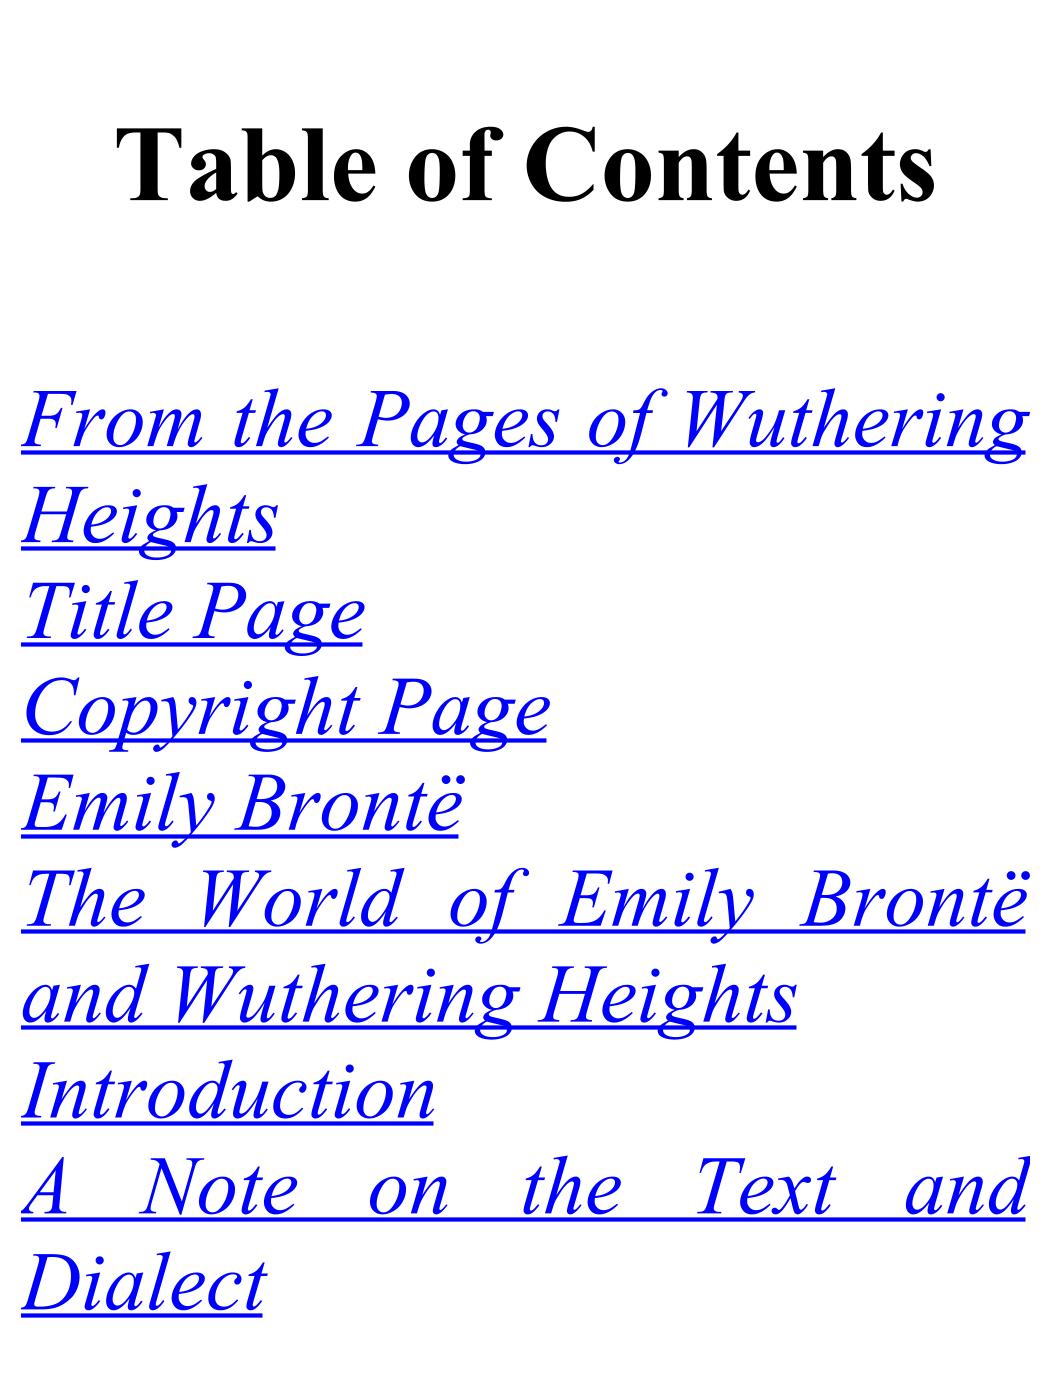 Table of Contents
From the Pages of Wuthering
Heights
Title Page
Copyright Page
Emily Brontë
The World of Emily Brontë
and Wuthering Heights
Introduction
A Note on the Text and
Dialect